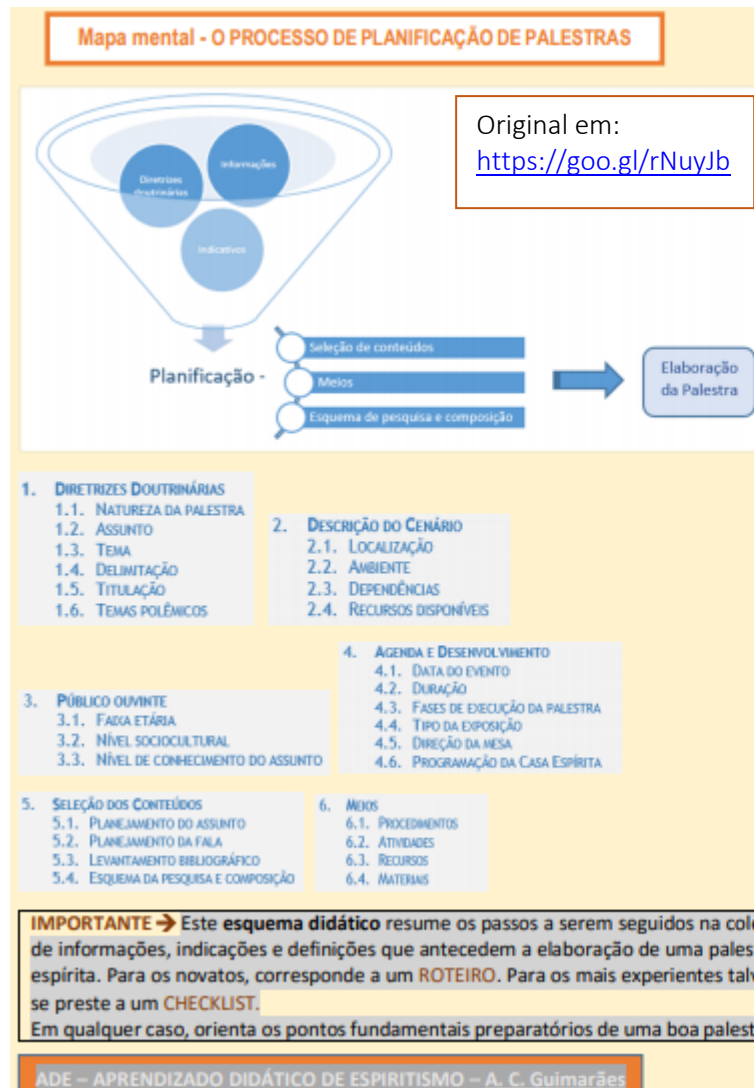 Mapa mental - O PROCESSO DE PLANIFICAÇÃO DE PALESTRAS
Original em:
https://goo.gl/rNuyJb
Diretrizes
doutrinárias
Informações
Indicativos
Planificação -
Seleção de conteúdos
Meios
Esquema de pesquisa e composição
Elaboração
da Palestra
1. DIRETRIZES DOUTRINÁRIAS
1.1. NATUREZA DA PALESTRA
1.2. ASSUNTO
1.3. TEMA
1.4. DELIMITAÇÃO
1.5. TITULAÇÃO
1.6. TEMAS POLÊMICOS
2. DESCRIÇÃO DO CENÁRIO
2.1. LOCALIZAÇÃO
2.2. AMBIENTE
2.3. DEPENDÊNCIAS
2.4. RECURSOS DISPONÍVEIS
3. PÚBLICO OUVINTE
3.1. FAIXA ETÁRIA
3.2. NÍVEL SOCIOCULTURAL
3.3. NÍVEL DE CONHECIMENTO DO ASSUNTO
4. AGENDA E DESENVOLVIMENTO
4.1. DATA DO EVENTO
4.2. DURAÇÃO
4.3. FASES DE EXECUÇÃO DA PALESTRA
4.4. TIPO DA EXPOSIÇÃO
4.5. DIREÇÃO DA MESA
4.6. PROGRAMAÇÃO DA CASA ESPÍRITA
5. SELEÇÃO DOS CONTEÚDOS
5.1. PLANEJAMENTO DO ASSUNTO
5.2. PLANEJAMENTO DA FALA
5.3. LEVANTAMENTO BIBLIOGRÁFICO
5.4. ESQUEMA DA PESQUISA E COMPOSIÇÃO
6. MEIOS
6.1. PROCEDIMENTOS
6.2. ATIVIDADES
6.3. RECURSOS
6.4. MATERIAIS
IMPORTANTE ➔ Este esquema didático resume os passos a serem seguidos na cole
de informações, indicações e definições que antecedem a elaboração de uma pales
espírita. Para os novatos, corresponde a um ROTEIRO. Para os mais experientes talv
se preste a um CHECKLIST.
Em qualquer caso, orienta os pontos fundamentais preparatórios de uma boa palest
ADE – APRENDIZADO DIDÁTICO DE ESPIRITISMO – A. C. Guimarães